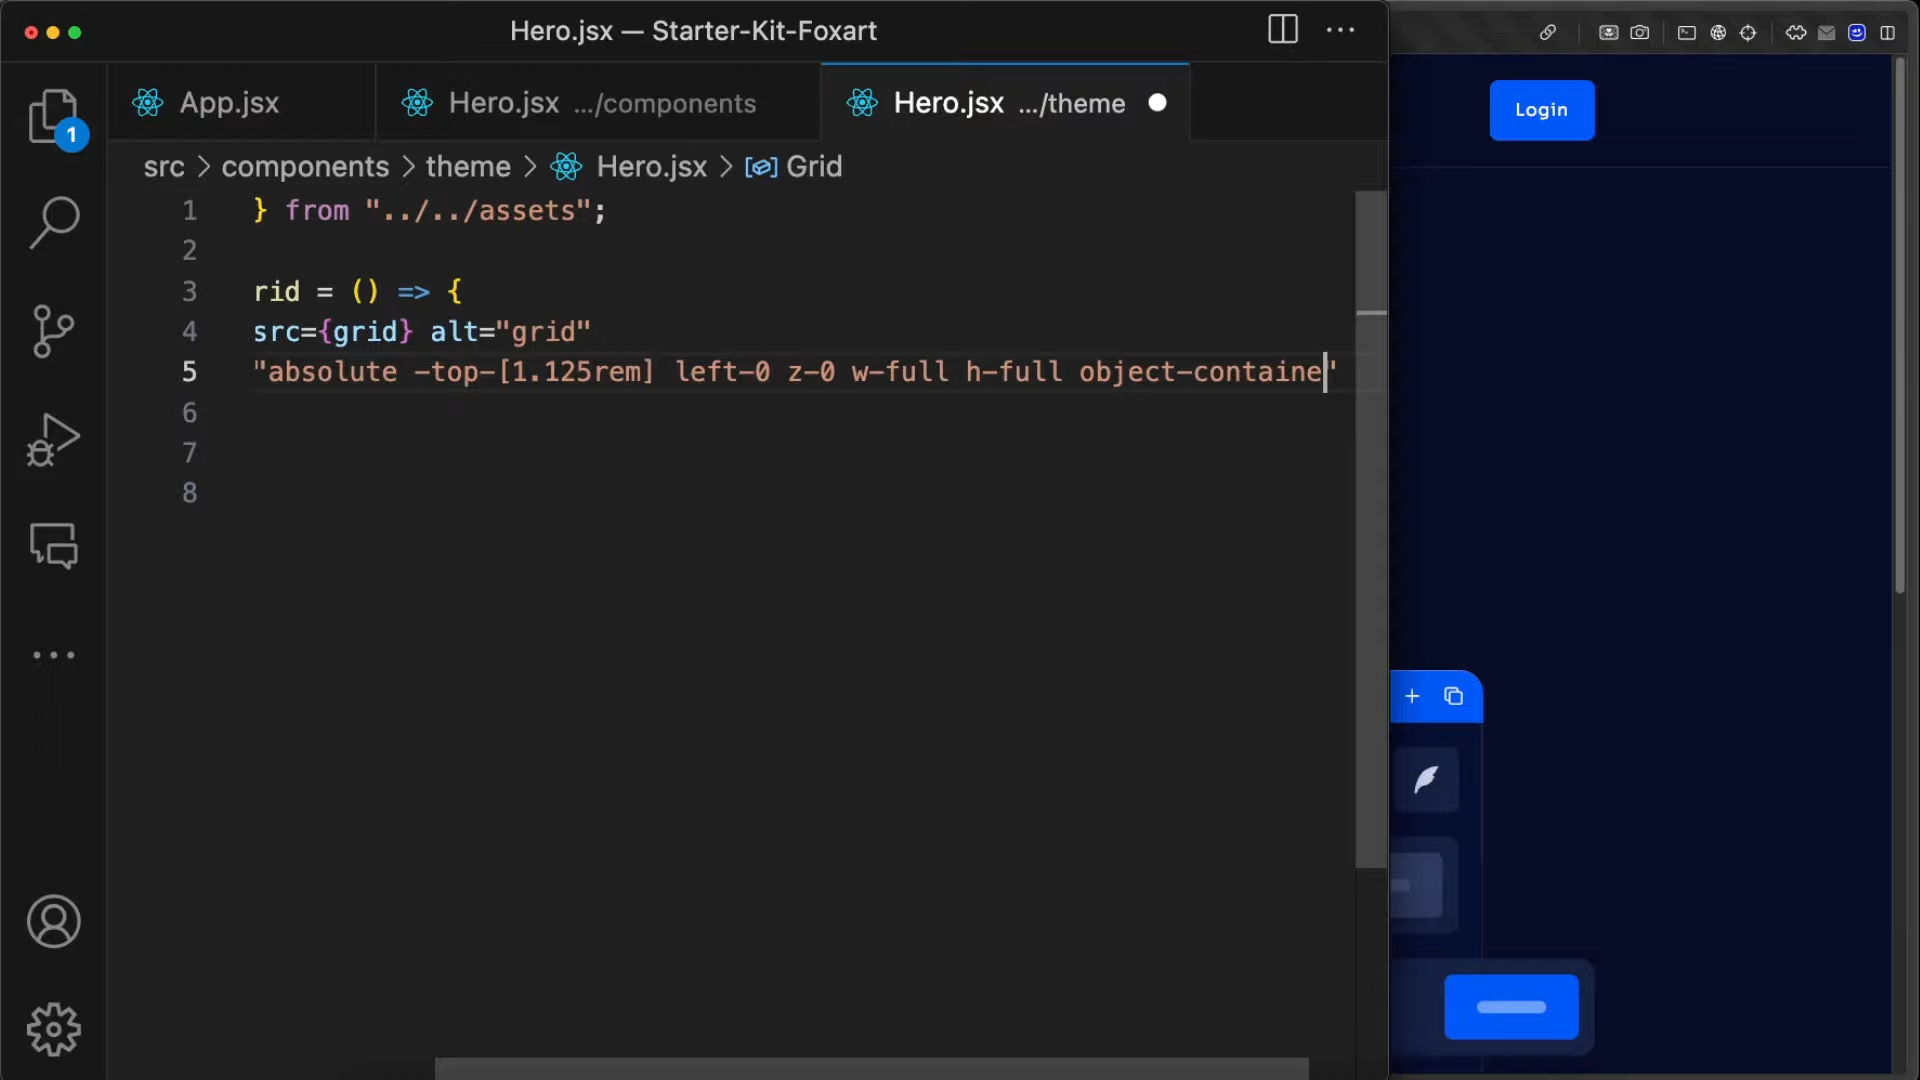 Hero.jsx — Starter-Kit-Foxart
App.jsx
Hero.jsx .../components
Hero.jsx .../theme
Login
1
src > components > theme > Hero.jsx > Grid
1 } from "../../assets";
2
3 rid = () => {
4 src={grid} alt="grid"
5 "absolute -top-[1.125rem] left-0 z-0 w-full h-full object-containe"
6
7
8